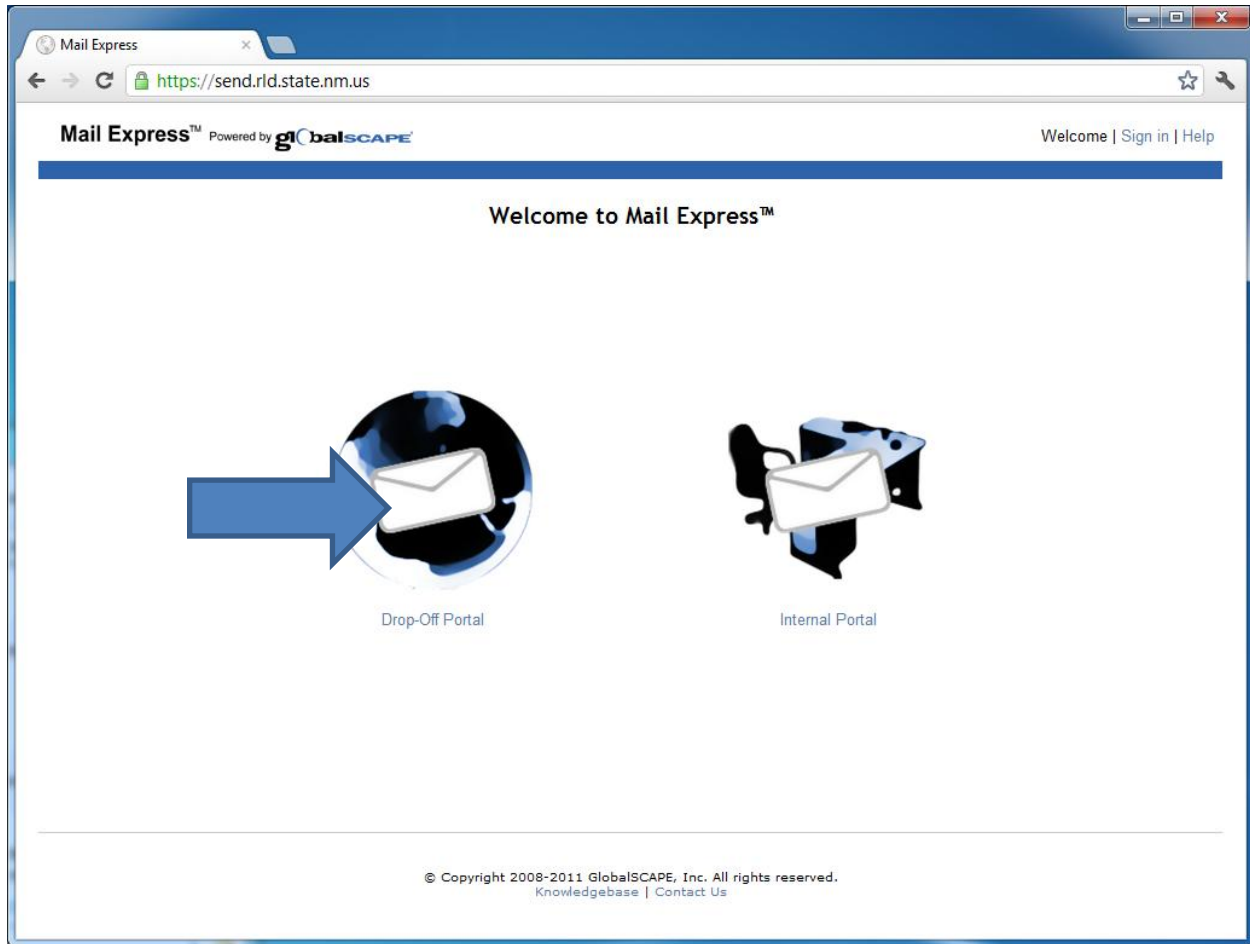 Mail Express
https://send.rld.state.nm.us
Mail Express™ Powered by globalSCAPE
Welcome | Sign in | Help
Welcome to Mail Express™
Drop-Off Portal
Internal Portal
© Copyright 2008-2011 GlobalSCAPE, Inc. All rights reserved.
Knowledgebase | Contact Us